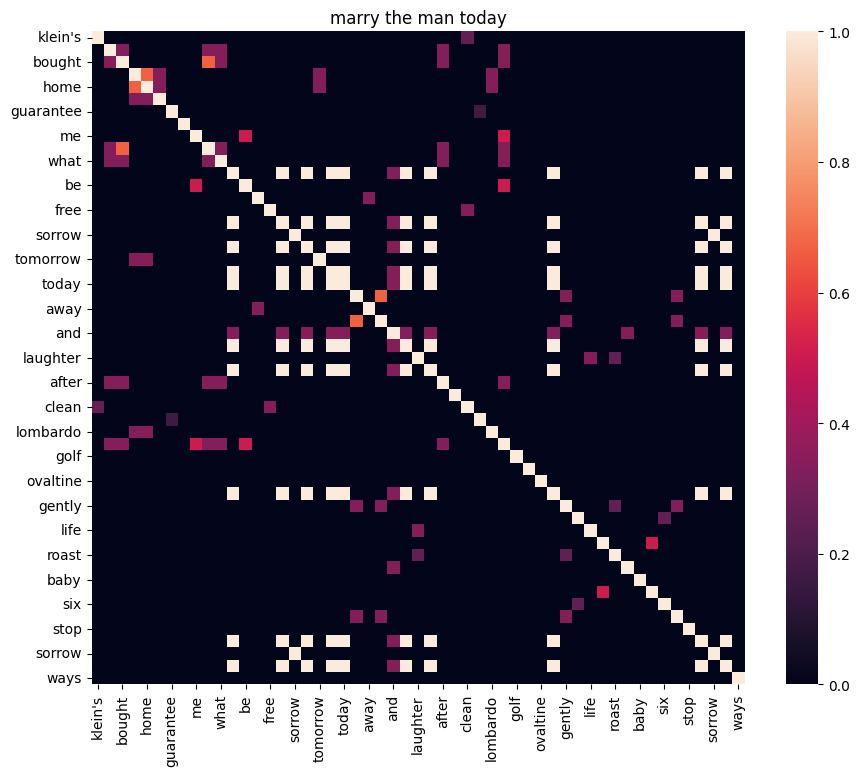 marry the man today
klein's
bought
home
guarantee
me
what
be
free
sorrow
tomorrow
today
away
and
laughter
after
clean
lombardo
golf
ovaltine
gently
life
roast
baby
six
stop
sorrow
ways
klein's
bought
home
guarantee
me
what
be
free
sorrow
tomorrow
today
away
and
laughter
after
clean
lombardo
golf
ovaltine
gently
life
roast
baby
six
stop
sorrow
ways
1.0
0.8
0.6
0.4
0.2
0.0